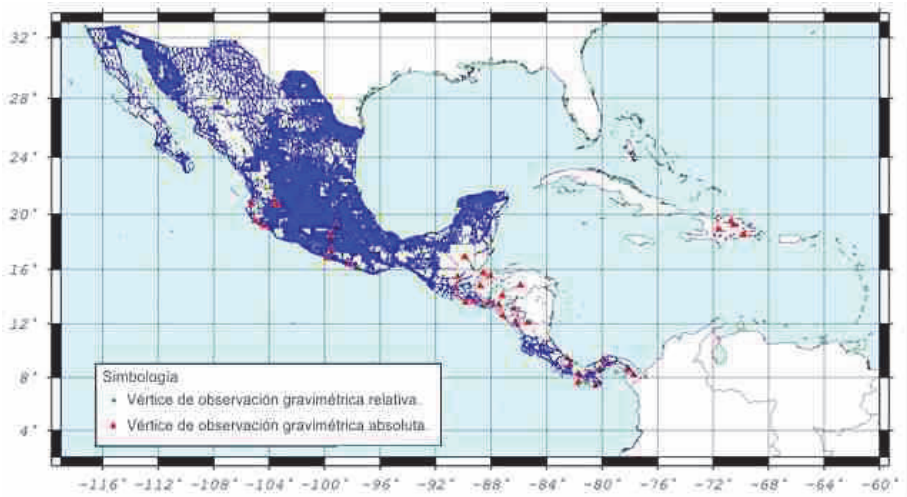 32°
28°
24°
20°
16°
12°
8°
4°
Simbología
Vértice de observación gravimétrica relativa.
Vértice de observación gravimétrica absoluta.
-116° -112° -108° -104° -100° -96° -92° -88° -84° -80° -76° -72° -68° -64° -60°